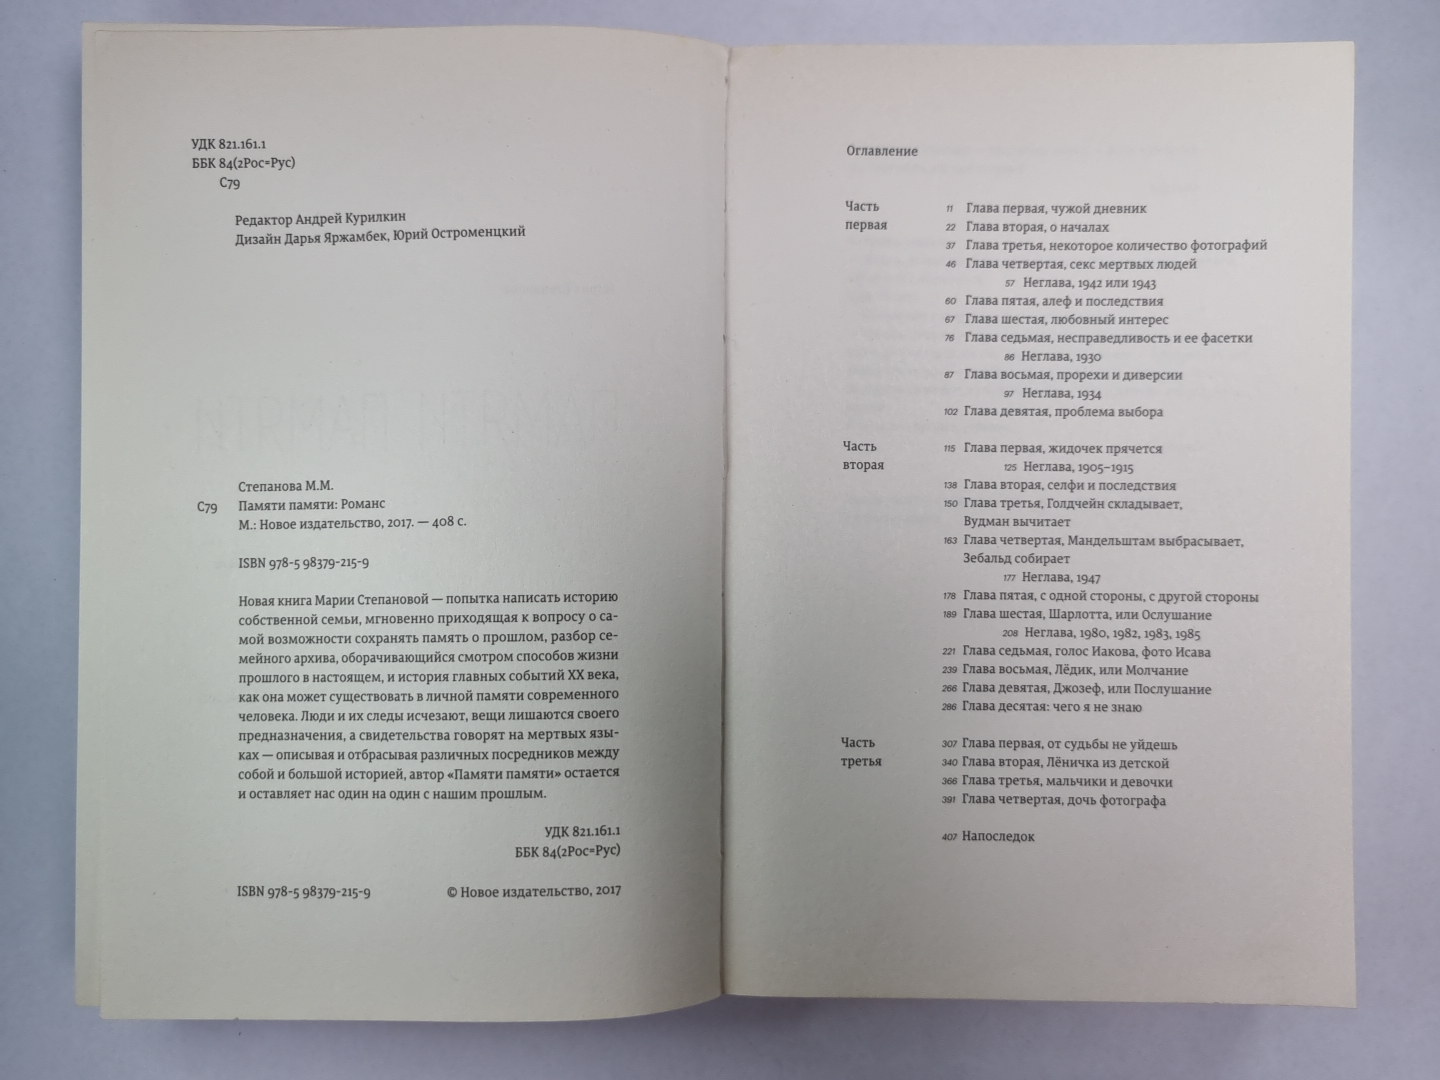 УДК 821.161.1
ББК 84(2Рос=Рус)
С79
Редактор Андрей Курилкин
Дизайн Дарья Яржамбек, Юрий Остроменцкий
Степанова М.М.
С79 Памяти памяти: Романс
М.: Новое издательство, 2017. — 408 с.
ISBN 978-5 98379-215-9
Новая книга Марии Степановой — попытка написать историю
собственной семьи, мгновенно приходящая к вопросу о са-
мой возможности сохранять память о прошлом, разбор се-
мейного архива, оборачивающийся смотром способов жизни
прошлого в настоящем, и история главных событий XX века,
как она может существовать в личной памяти современного
человека. Люди и их следы исчезают, вещи лишаются своего
предназначения, а свидетельства говорят на мертвых язы-
ках — описывая и отбрасывая различных посредников между
собой и большой историей, автор «Памяти памяти» остается
и оставляет нас один на один с нашим прошлым.
УДК 821.161.1
ББК 84(2Рос=Рус)
ISBN 978-5 98379-215-9 © Новое издательство, 2017
Оглавление
Часть
первая
11 Глава первая, чужой дневник
22 Глава вторая, о началах
37 Глава третья, некоторое количество фотографий
46 Глава четвертая, секс мертвых людей
57 Неглава, 1942 или 1943
60 Глава пятая, алеф и последствия
67 Глава шестая, любовный интерес
76 Глава седьмая, несправедливость и ее фасетки
86 Неглава, 1930
87 Глава восьмая, прорехи и диверсии
97 Неглава, 1934
102 Глава девятая, проблема выбора
Часть
вторая
115 Глава первая, жидочек прячется
125 Неглава, 1905–1915
138 Глава вторая, селфи и последствия
150 Глава третья, Голдчейн складывает,
Вудман вычитает
163 Глава четвертая, Мандельштам выбрасывает,
Зебальд собирает
177 Неглава, 1947
178 Глава пятая, с одной стороны, с другой стороны
189 Глава шестая, Шарлотта, или Ослушание
208 Неглава, 1980, 1982, 1983, 1985
221 Глава седьмая, голос Иакова, фото Исава
239 Глава восьмая, Лёдик, или Молчание
266 Глава девятая, Джозеф, или Послушание
286 Глава десятая: чего я не знаю
Часть
третья
307 Глава первая, от судьбы не уйдешь
340 Глава вторая, Лёничка из детской
366 Глава третья, мальчики и девочки
391 Глава четвертая, дочь фотографа
407 Напоследок